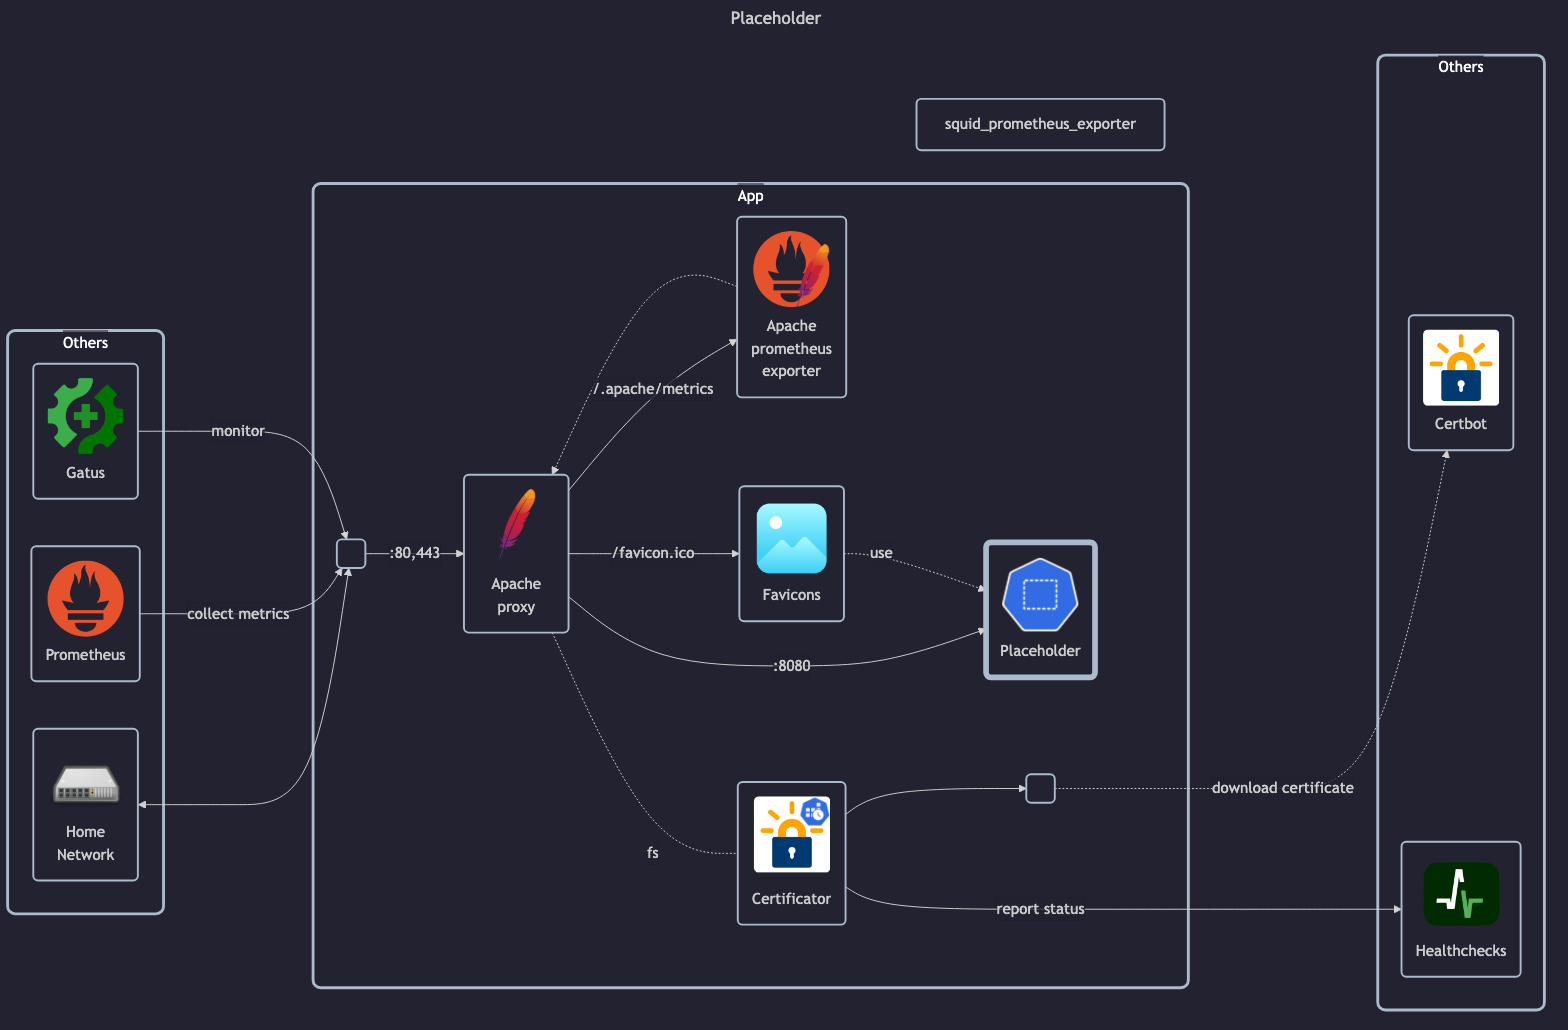 Placeholder
Others
squid_prometheus_exporter
App
Apache
prometheus
exporter
Others
Gatus
monitor
/.apache/metrics
Certbot
:80,443
Apache
proxy
/favicon.ico
Favicons
use
Prometheus
collect metrics
:8080
Placeholder
Home
Network
fs
Certificator
download certificate
report status
Healthchecks